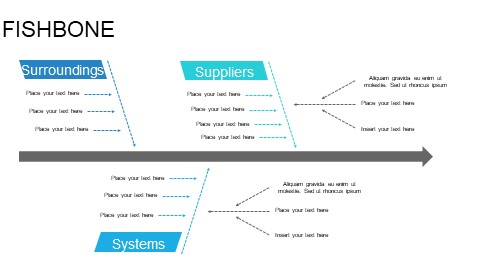 FISHBONE
Surroundings
Place your text here
Place your text here
Place your text here
Suppliers
Place your text here
Place your text here
Place your text here
Place your text here
Aliquam gravida eu enim ut
molestie. Sed ut rhoncus ipsum
Place your text here
Insert your text here
Place your text here
Place your text here
Place your text here
Systems
Aliquam gravida eu enim ut
molestie. Sed ut rhoncus ipsum
Place your text here
Insert your text here